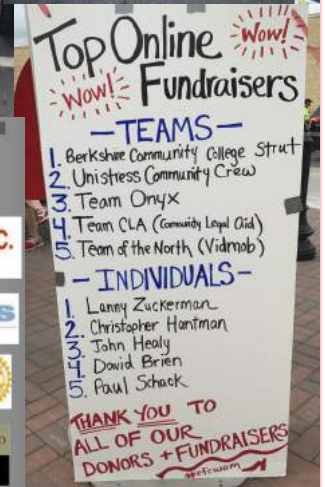 Top Online
Wow!
Wow!
Fundraisers
—TEAMS—
1. Berkshire Community College Strut
2. Unistress Community Crew
3. Team Onyx
4. Team CLA (Community Legal Aid)
5. Team of the North (Vidmob)
-INDIVIDUALS-
1. Lanny Zuckerman
2. Christopher Hantman
3. John Healy
4. David Brien
5. Paul Schack
THANK YOU TO
ALL OF OUR
DONORS + FUNDRAISERS
C.
S